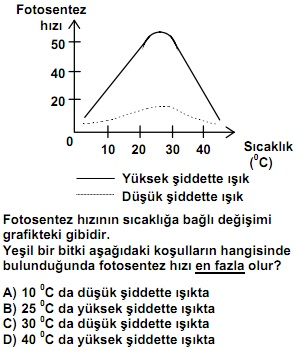 Fotosentez
hızı
50
40
20
0
10 20 30 40
Sıcaklık
(⁰C)
Yüksek şiddette ışık
Düşük şiddette ışık
Fotosentez hızının sıcaklığa bağlı değişimi
grafikteki gibidir.
Yeşil bir bitki aşağıdaki koşulların hangisinde
bulunduğunda fotosentez hızı en fazla olur?
A) 10 ⁰C da düşük şiddette ışıkta
B) 25 ⁰C da yüksek şiddette ışıkta
C) 30 ⁰C da düşük şiddette ışıkta
D) 40 ⁰C da yüksek şiddette ışıkta